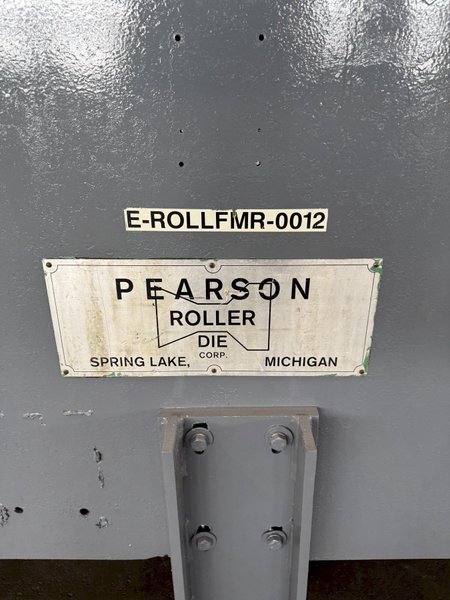 E-ROLLFMR-0012
PEARSON
ROLLER
DIE
CORP.
SPRING LAKE, MICHIGAN